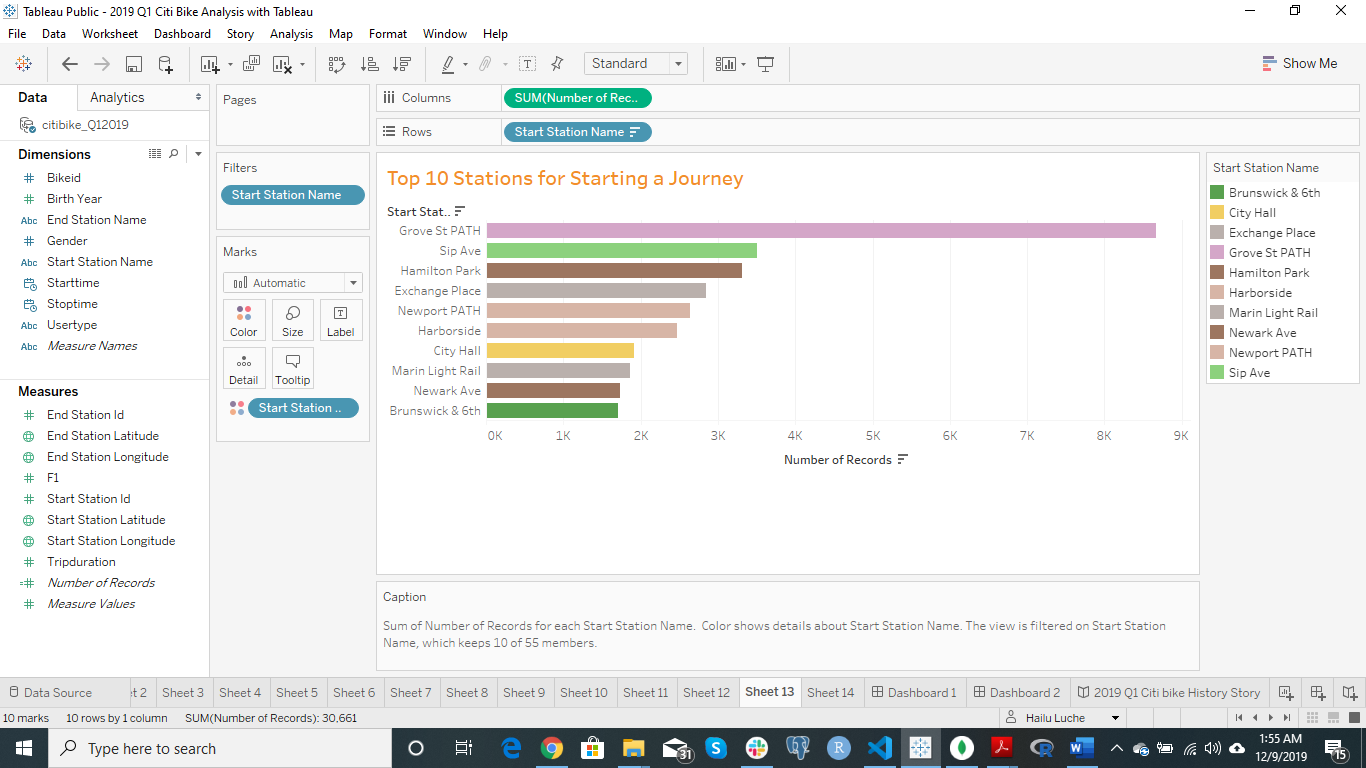 Tableau Public - 2019 Q1 Citi Bike Analysis with Tableau
File Data Worksheet Dashboard Story Analysis Map Format Window Help
Standard
Show Me
Data Analytics
citibike_Q12019
Dimensions
Bikeid
Birth Year
Abc End Station Name
Gender
Abc Start Station Name
Starttime
Stoptime
Abc Usertype
Abc Measure Names
Measures
End Station Id
End Station Latitude
End Station Longitude
F1
Start Station Id
Start Station Latitude
Start Station Longitude
Tripduration
Number of Records
Measure Values
Pages
Filters
Start Station Name
Marks
Automatic
Color Size Label
Detail Tooltip
Start Station ..
Columns SUM(Number of Rec..
Rows Start Station Name
Top 10 Stations for Starting a Journey
Start Stat..
Grove St PATH
Sip Ave
Hamilton Park
Exchange Place
Newport PATH
Harborside
City Hall
Marin Light Rail
Newark Ave
Brunswick & 6th
0K 1K 2K 3K 4K 5K 6K 7K 8K 9K
Number of Records
Start Station Name
Brunswick & 6th
City Hall
Exchange Place
Grove St PATH
Hamilton Park
Harborside
Marin Light Rail
Newark Ave
Newport PATH
Sip Ave
Caption
Sum of Number of Records for each Start Station Name. Color shows details about Start Station Name. The view is filtered on Start Station
Name, which keeps 10 of 55 members.
Data Source et 2 Sheet 3 Sheet 4 Sheet 5 Sheet 6 Sheet 7 Sheet 8 Sheet 9 Sheet 10 Sheet 11 Sheet 12 Sheet 13 Sheet 14 Dashboard 1 Dashboard 2 2019 Q1 Citi bike History Story
10 marks 10 rows by 1 column SUM(Number of Records): 30,661 Hailu Luche
Type here to search
31
R
R
W
1:55 AM
12/9/2019
15